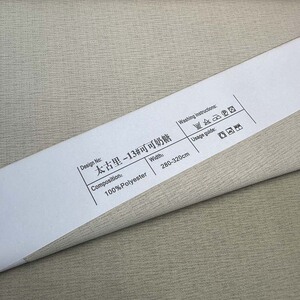 Design No:
太古里-13#可可奶糖
Composition:
100%Polyester
Width:
280-320cm
Washing instructions:
Usage guide: